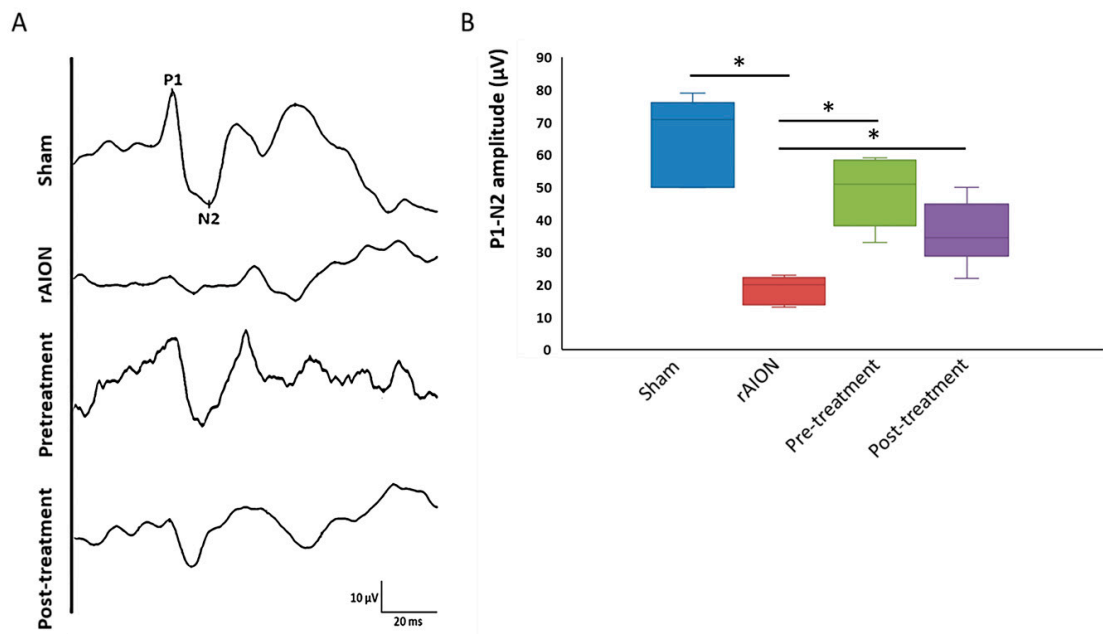 A
P1
N2
Sham
rAION
Pretreatment
Post-treatment
10 µV
20 ms
B
P1-N2 amplitude (µV)
90
80
70
60
50
40
30
20
10
0
*
*
*
Sham
rAION
Pre-treatment
Post-treatment